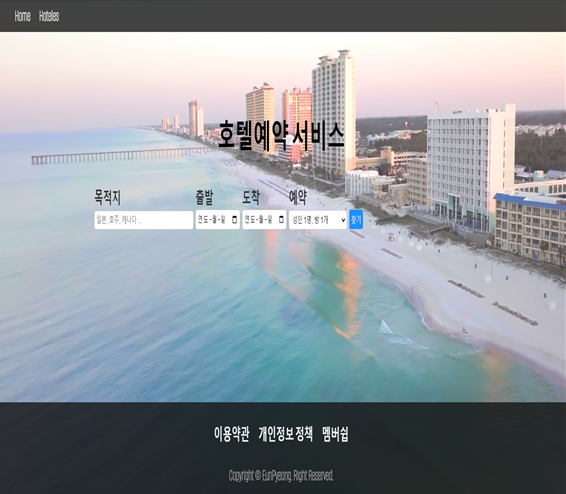 Home Hoteles
호텔예약 서비스
목적지 출발 도착 예약
일본, 호주, 캐나다 ... 연도-월-일 연도-월-일 성인 1명, 방 1개 찾기
이용약관 개인정보 정책 멤버쉽
Copyright © EunPyeong. Right Reserved.